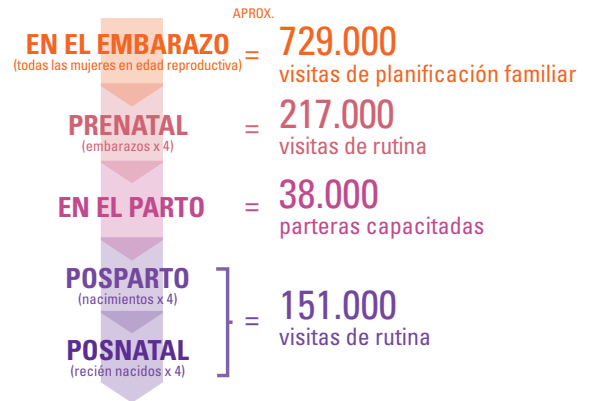 APROX.
EN EL EMBARAZO
(todas las mujeres en edad reproductiva)
= 729.000
visitas de planificación familiar
PRENATAL
(embarazos x 4)
= 217.000
visitas de rutina
EN EL PARTO
= 38.000
parteras capacitadas
POSPARTO
(nacimientos x 4)
POSNATAL
(recién nacidos x 4)
= 151.000
visitas de rutina